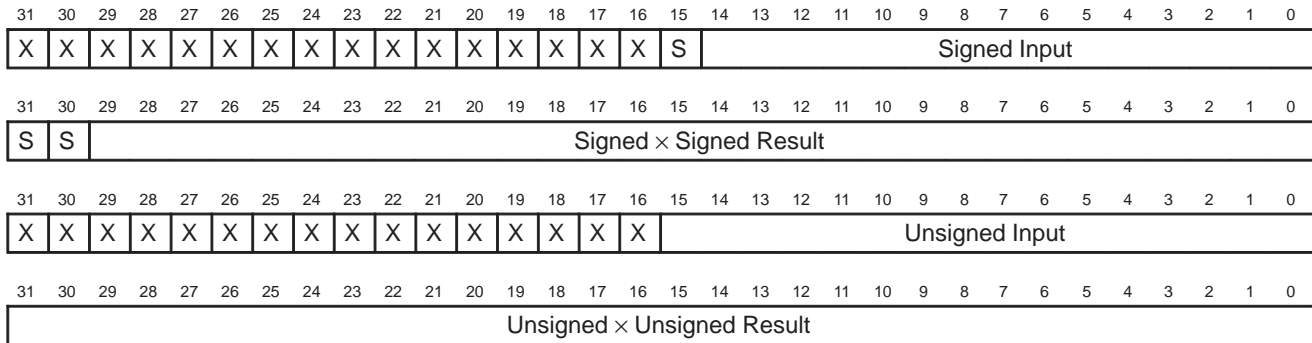 31 30 29 28 27 26 25 24 23 22 21 20 19 18 17 16 15 14 13 12 11 10 9 8 7 6 5 4 3 2 1 0
X X X X X X X X X X X X X X X X S Signed Input
31 30 29 28 27 26 25 24 23 22 21 20 19 18 17 16 15 14 13 12 11 10 9 8 7 6 5 4 3 2 1 0
S S Signed × Signed Result
31 30 29 28 27 26 25 24 23 22 21 20 19 18 17 16 15 14 13 12 11 10 9 8 7 6 5 4 3 2 1 0
X X X X X X X X X X X X X X X X Unsigned Input
31 30 29 28 27 26 25 24 23 22 21 20 19 18 17 16 15 14 13 12 11 10 9 8 7 6 5 4 3 2 1 0
Unsigned × Unsigned Result